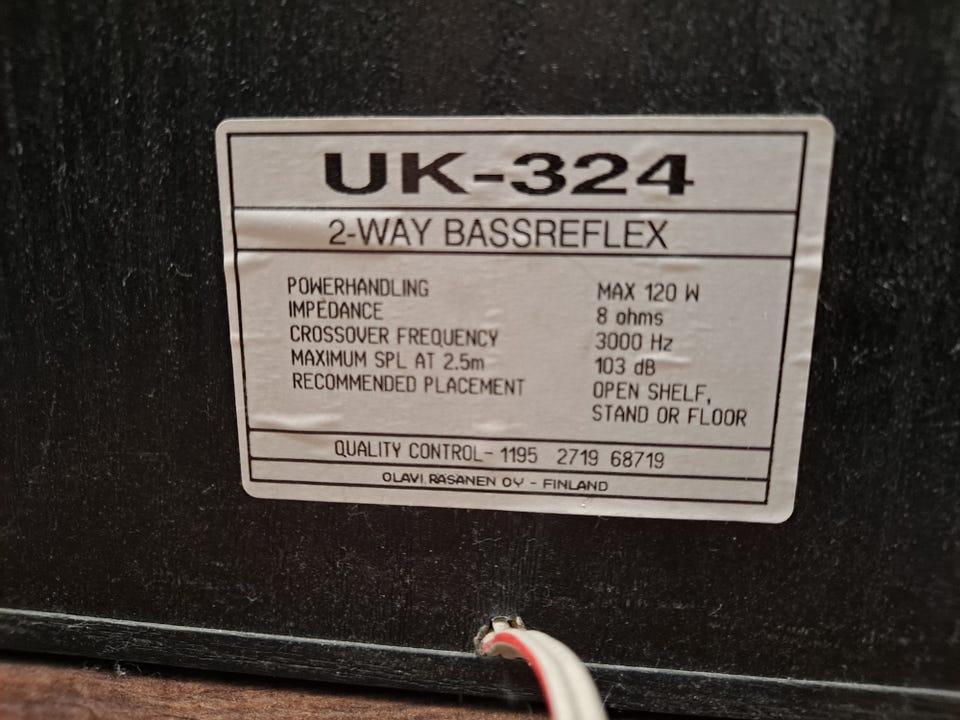 UK-324
2-WAY BASSREFLEX
POWERHANDLING MAX 120 W
IMPEDANCE 8 ohms
CROSSOVER FREQUENCY 3000 Hz
MAXIMUM SPL AT 2.5m 103 dB
RECOMMENDED PLACEMENT OPEN SHELF,
STAND OR FLOOR
QUALITY CONTROL- 1195 2719 68719
OLAVI RASANEN OY - FINLAND